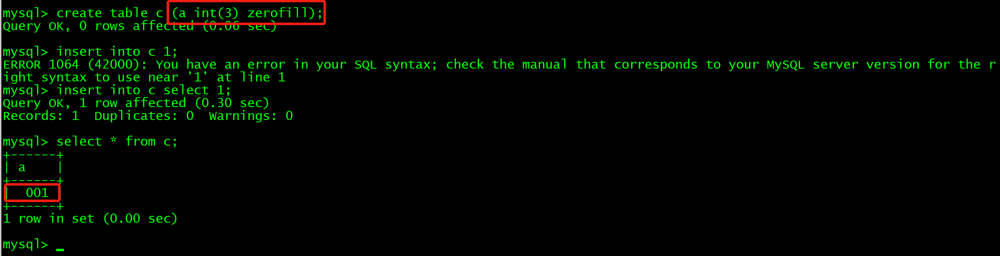 mysql> create table c (a int(3) zerofill);
Query OK, 0 rows affected (0.06 sec)
mysql> insert into c 1;
ERROR 1064 (42000): You have an error in your SQL syntax; check the manual that corresponds to your MySQL server version for the r
ight syntax to use near '1' at line 1
mysql> insert into c select 1;
Query OK, 1 row affected (0.30 sec)
Records: 1  Duplicates: 0  Warnings: 0
mysql> select * from c;
+------+
| a    |
+------+
|  001
+------+
1 row in set (0.00 sec)
mysql> _